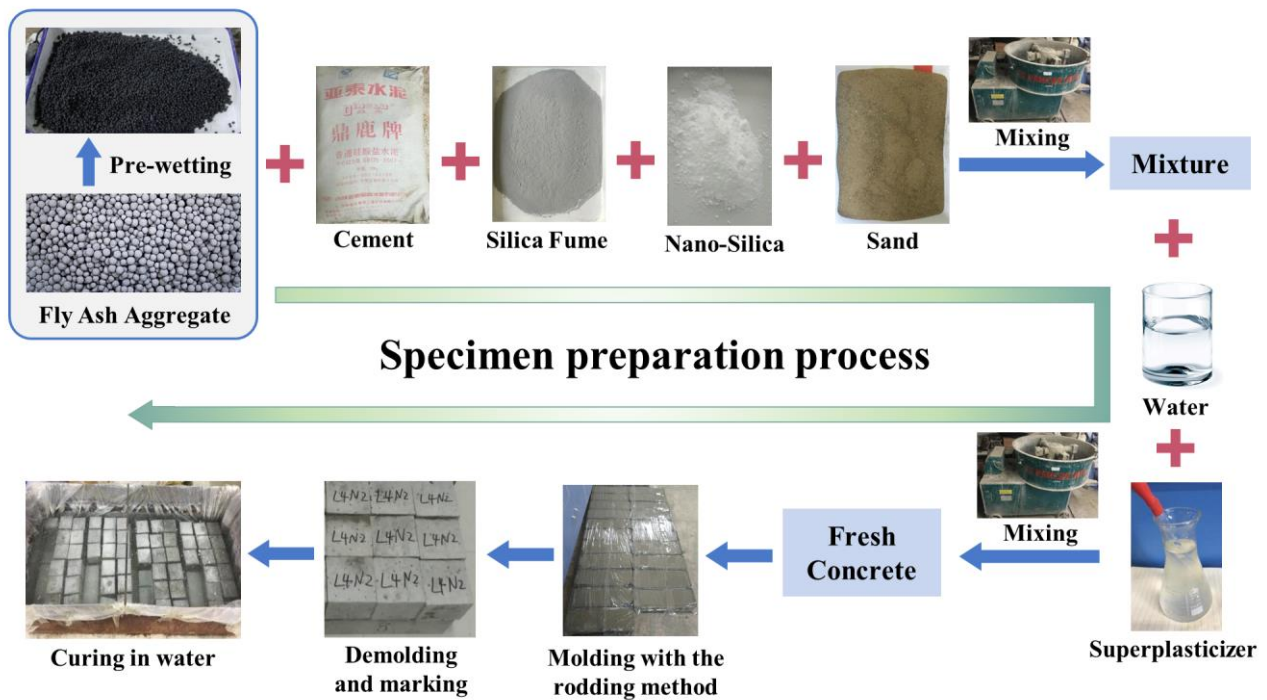 Pre-wetting
Fly Ash Aggregate
亚泰水泥
鼎鹿牌
Cement
Silica Fume
Nano-Silica
Sand
Mixing
Mixture
Specimen preparation process
Water
Superplasticizer
Mixing
Fresh
Concrete
Molding with the
rodding method
L4N2 L4N2 L4N2
L4N2 L4N2 L4N2
L4N2 L4N2 L4N2
Demolding
and marking
Curing in water